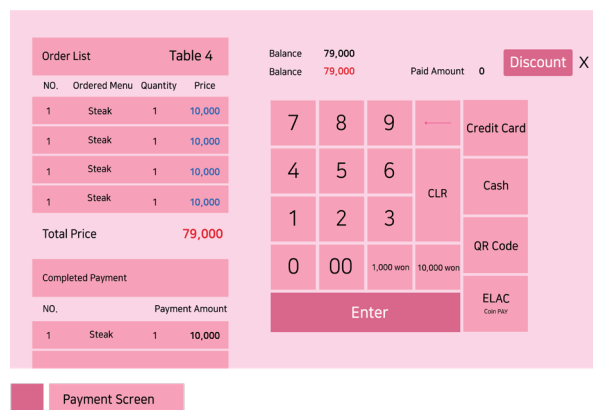 Order List Table 4
NO. Ordered Menu Quantity Price
1 Steak 1 10,000
1 Steak 1 10,000
1 Steak 1 10,000
1 Steak 1 10,000
Total Price 79,000
Completed Payment
NO. Payment Amount
1 Steak 1 10,000
Balance 79,000
Balance 79,000 Paid Amount 0
Discount X
7 8 9 Credit Card
4 5 6 CLR Cash
1 2 3 QR Code
0 00 1,000 won 10,000 won
Enter
ELAC
Coin PAY
Payment Screen